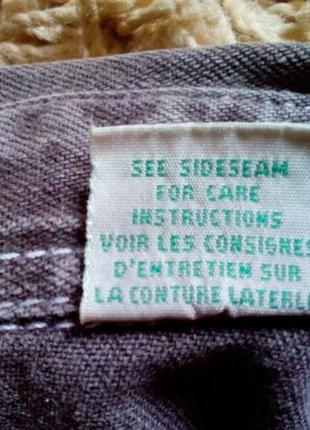 SEE SIDESEAM
FOR CARE
INSTRUCTIONS
VOIR LES CONSIGNES
D'ENTRETIEN SUR
LA CONTURE LATERLE